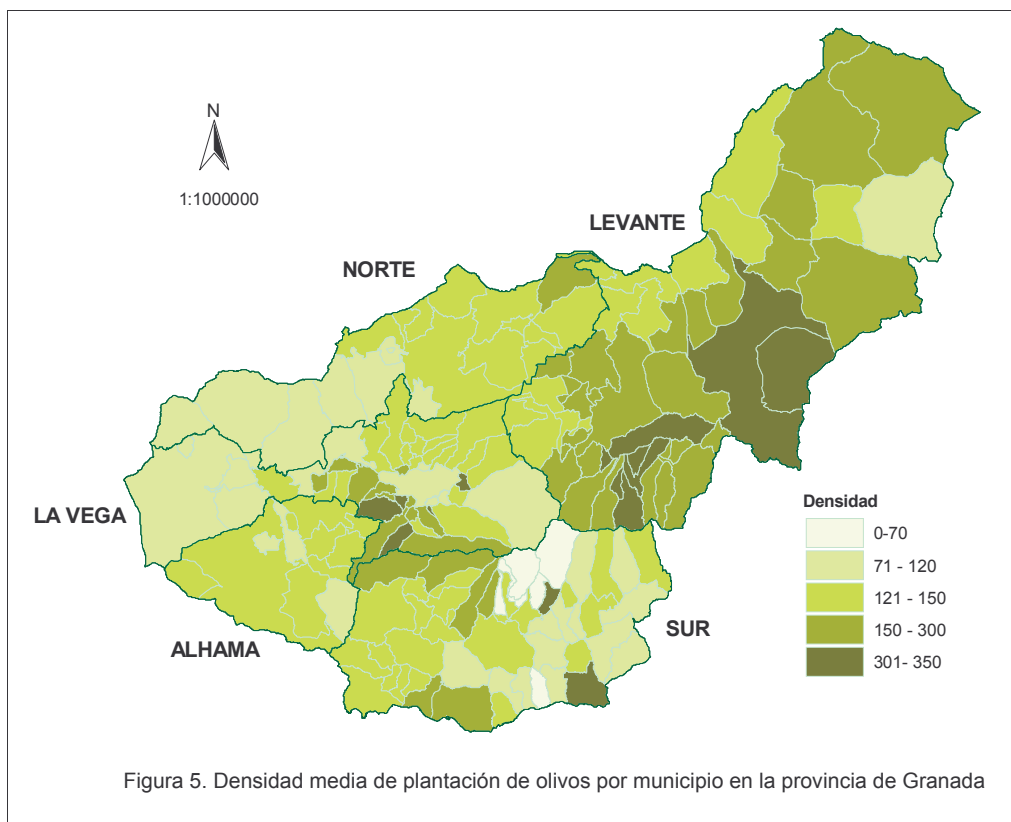 N
1:1000000
LEVANTE
NORTE
LA VEGA
ALHAMA
SUR
Densidad
0-70
71 - 120
121 - 150
150 - 300
301- 350
Figura 5. Densidad media de plantación de olivos por municipio en la provincia de Granada